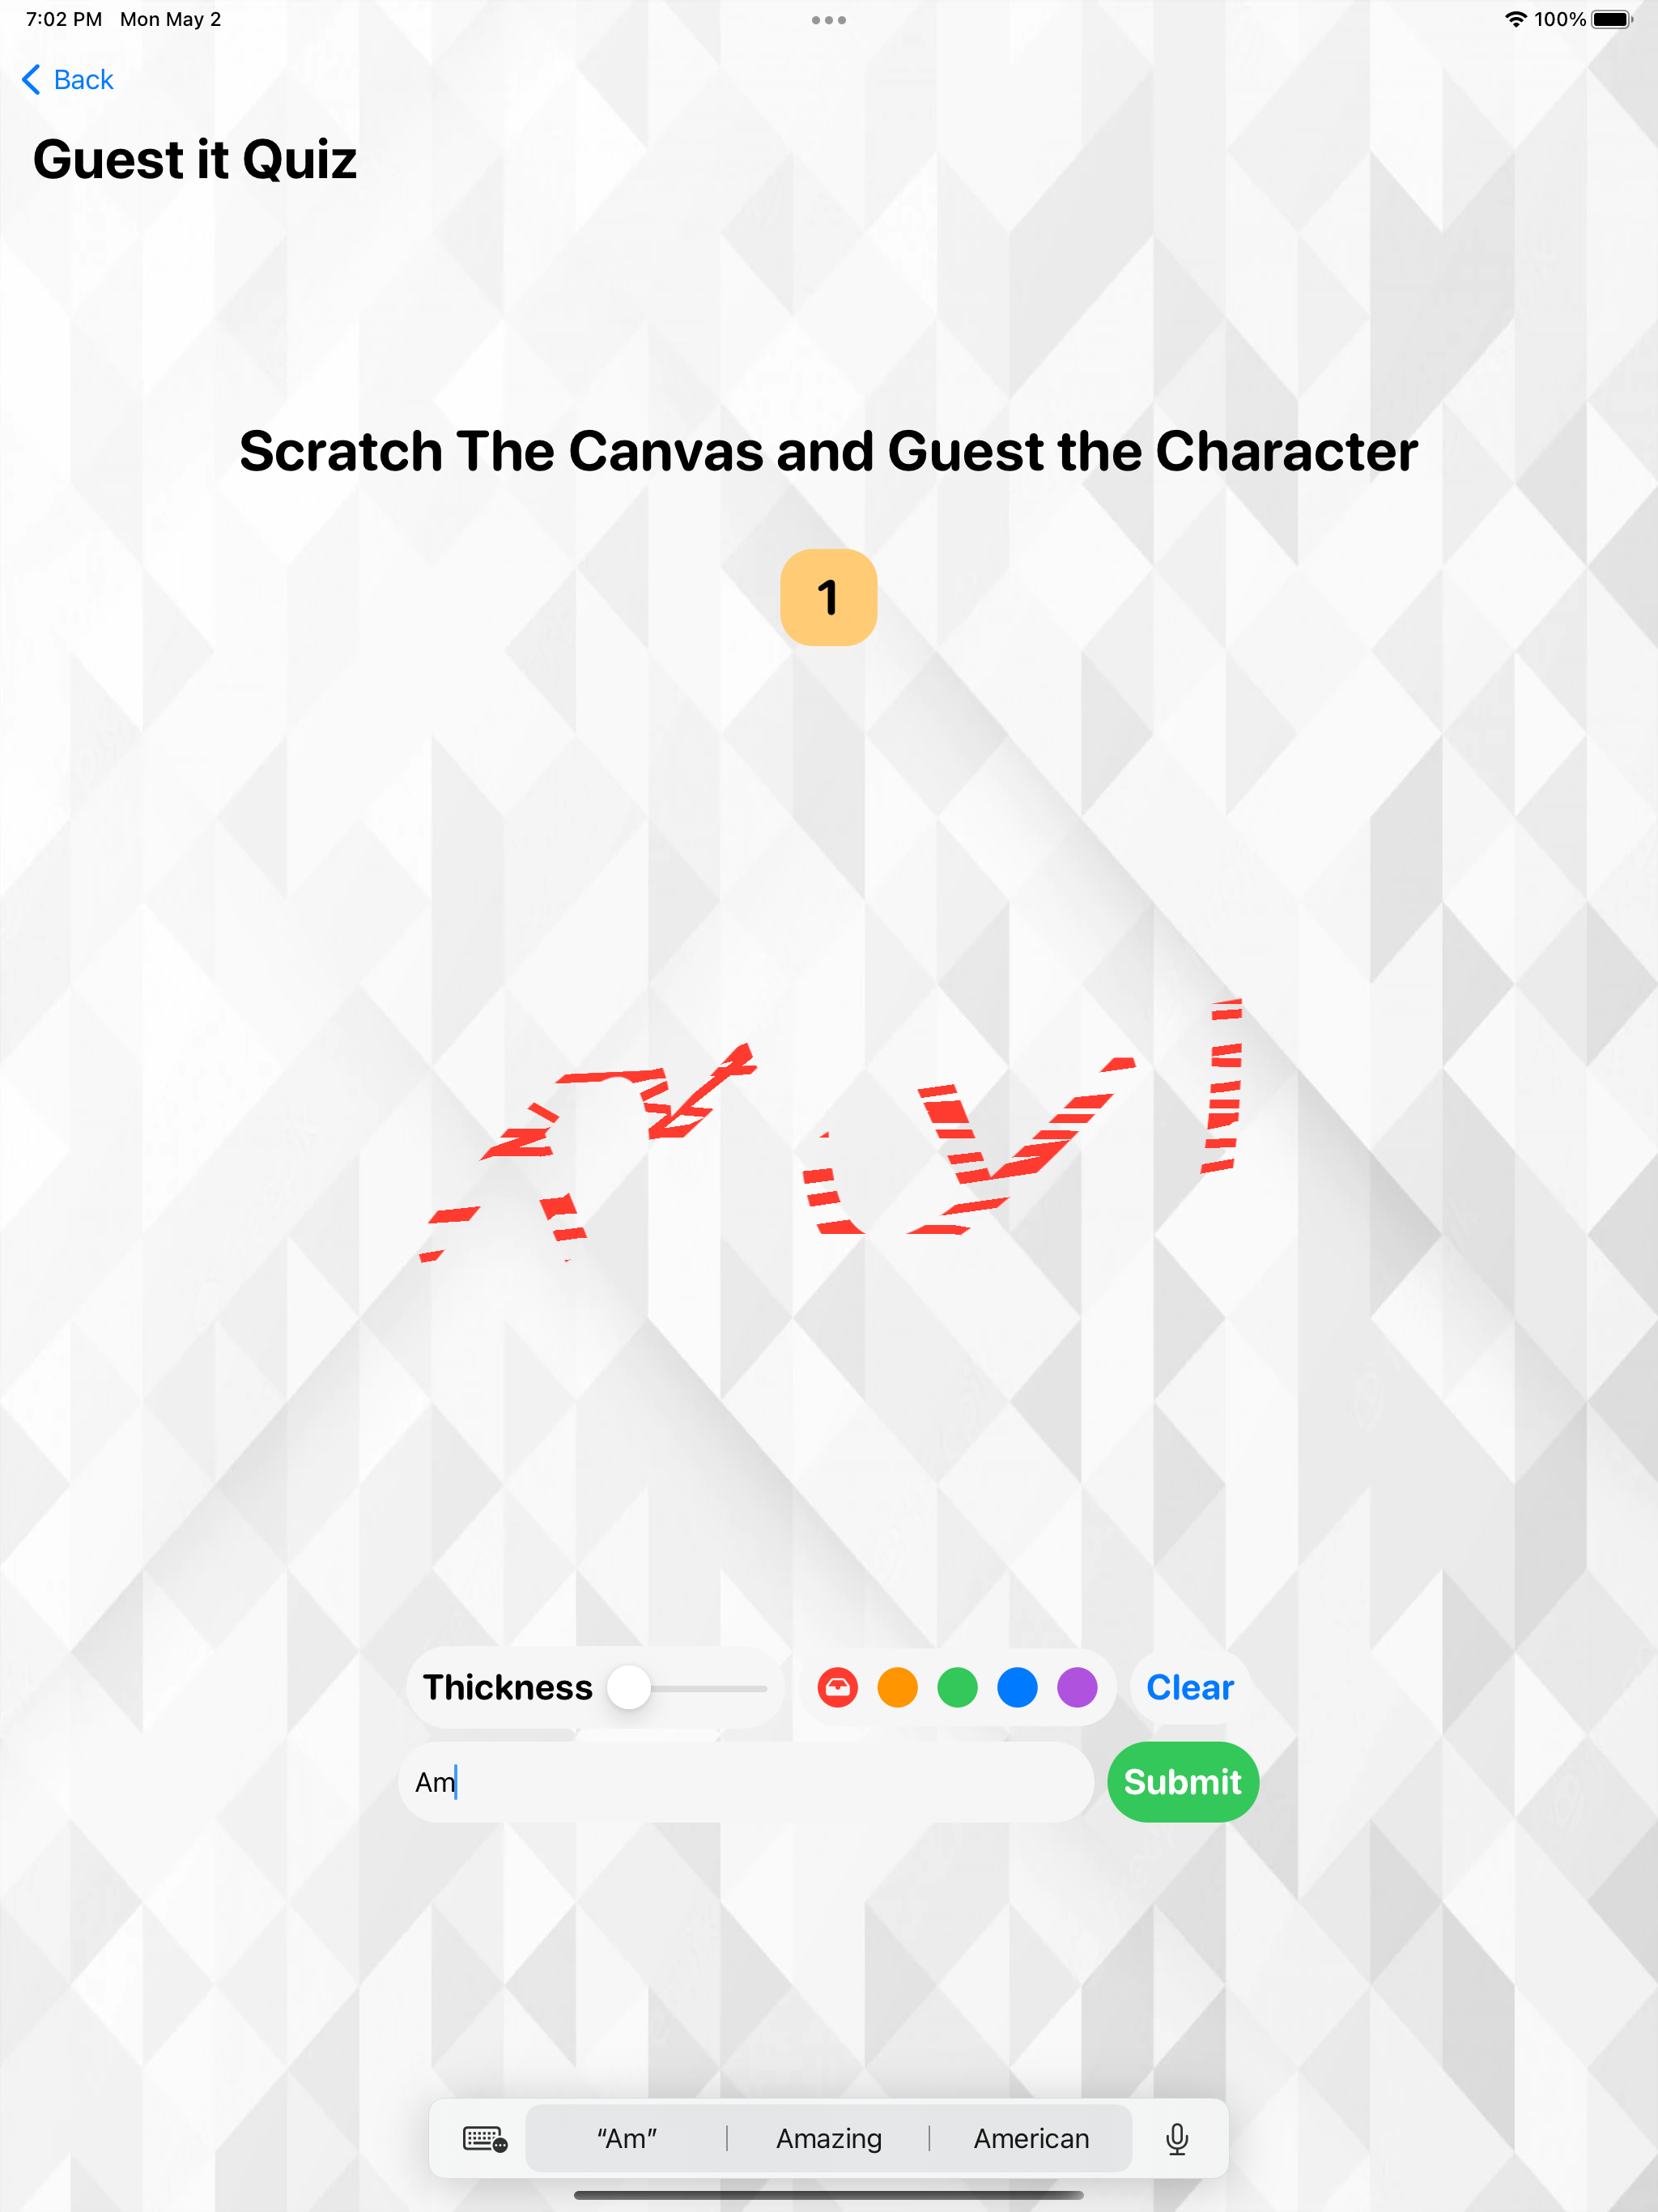 7:02 PM Mon May 2
100%
Back
Guest it Quiz
Scratch The Canvas and Guest the Character
1
Thickness
Clear
Am
Submit
“Am” Amazing American